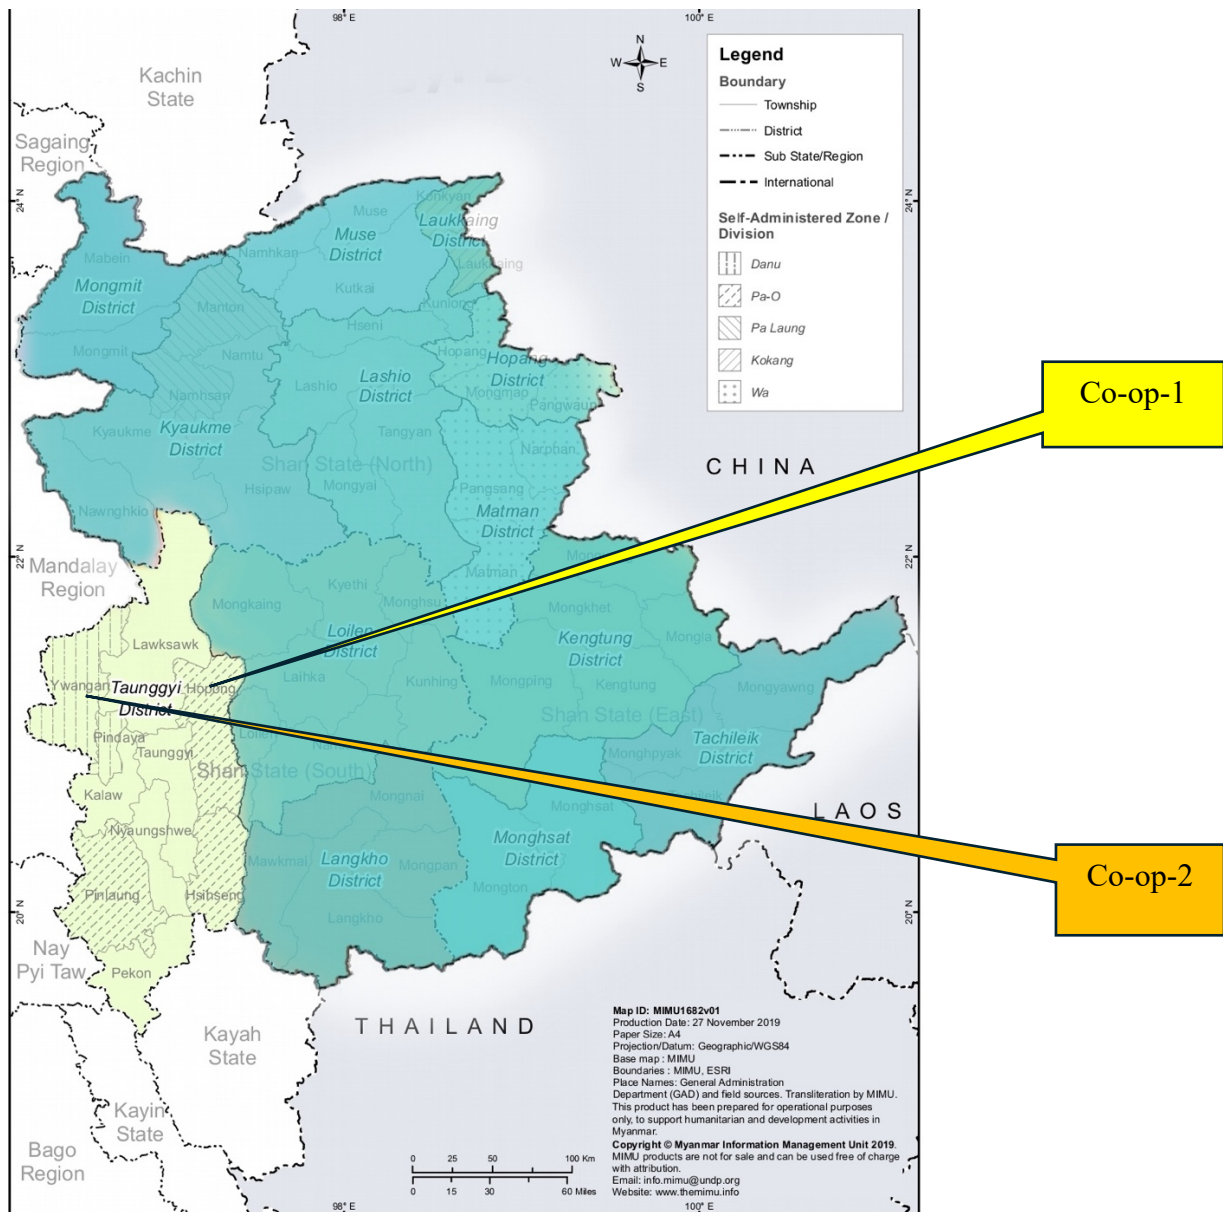 98° E
100° E
N
W E
S
Legend
Boundary
Township
District
Sub State/Region
International
Self-Administered Zone /
Division
Danu
Pa-O
Pa Laung
Kokang
Wa
Kachin
State
Sagaing
Region
24° N
24° N
Konkyan
Muse
Laukkaing
District
Muse
District
Namhkan
Laukkaing
Mabein
Mongmit
District
Kutkai
Manton
Kunlong
Hseni
Mongmit
Namtu
Hopang
Hopang
District
Lashio
Lashio
District
Mongmao
Namhsan
Pangwaun
Co-op-1
Kyaukme
Kyaukme
District
Tangyan
Narphan
Shan State (North)
CHINA
Hsipaw
Mongyai
Pangsang
Nawnghkio
Matman
District
22° N
22° N
Mandalay
Region
Matman
Kyethi
Mongkaing
Monghsu
Mongkhet
Loilen
District
Kengtung
District
Mongla
Lawksawk
Laihka
Kunhing
Mongping
Kengtung
Mongyawng
Ywangan
Taunggyi
District
Hopong
Shan State (East)
Pindaya
Taunggyi
Loilen
Tachileik
District
Monghpyak
Shan State (South)
Kalaw
Mongnai
Monghsat
Tachileik
LAOS
Nyaungshwe
Monghsat
District
Mawkmai
Langkho
District
Mongpan
Co-op-2
Pinlaung
Hsihseng
Mongton
Langkho
20° N
20° N
Nay
Pyi Taw
Pekon
Kayah
State
THAILAND
Kayin
State
Bago
Region
Map ID: MIMU1682v01
Production Date: 27 November 2019
Paper Size: A4
Projection/Datum: Geographic/WGS84
Base map : MIMU
Boundaries : MIMU, ESRI
Place Names: General Administration
Department (GAD) and field sources. Transliteration by MIMU.
This product has been prepared for operational purposes
only, to support humanitarian and development activities in
Myanmar.
Copyright © Myanmar Information Management Unit 2019.
MIMU products are not for sale and can be used free of charge
with attribution.
Email: info.mimu@undp.org
Website: www.themimu.info
0 25 50 100 Km
0 15 30 60 Miles
98° E
100° E